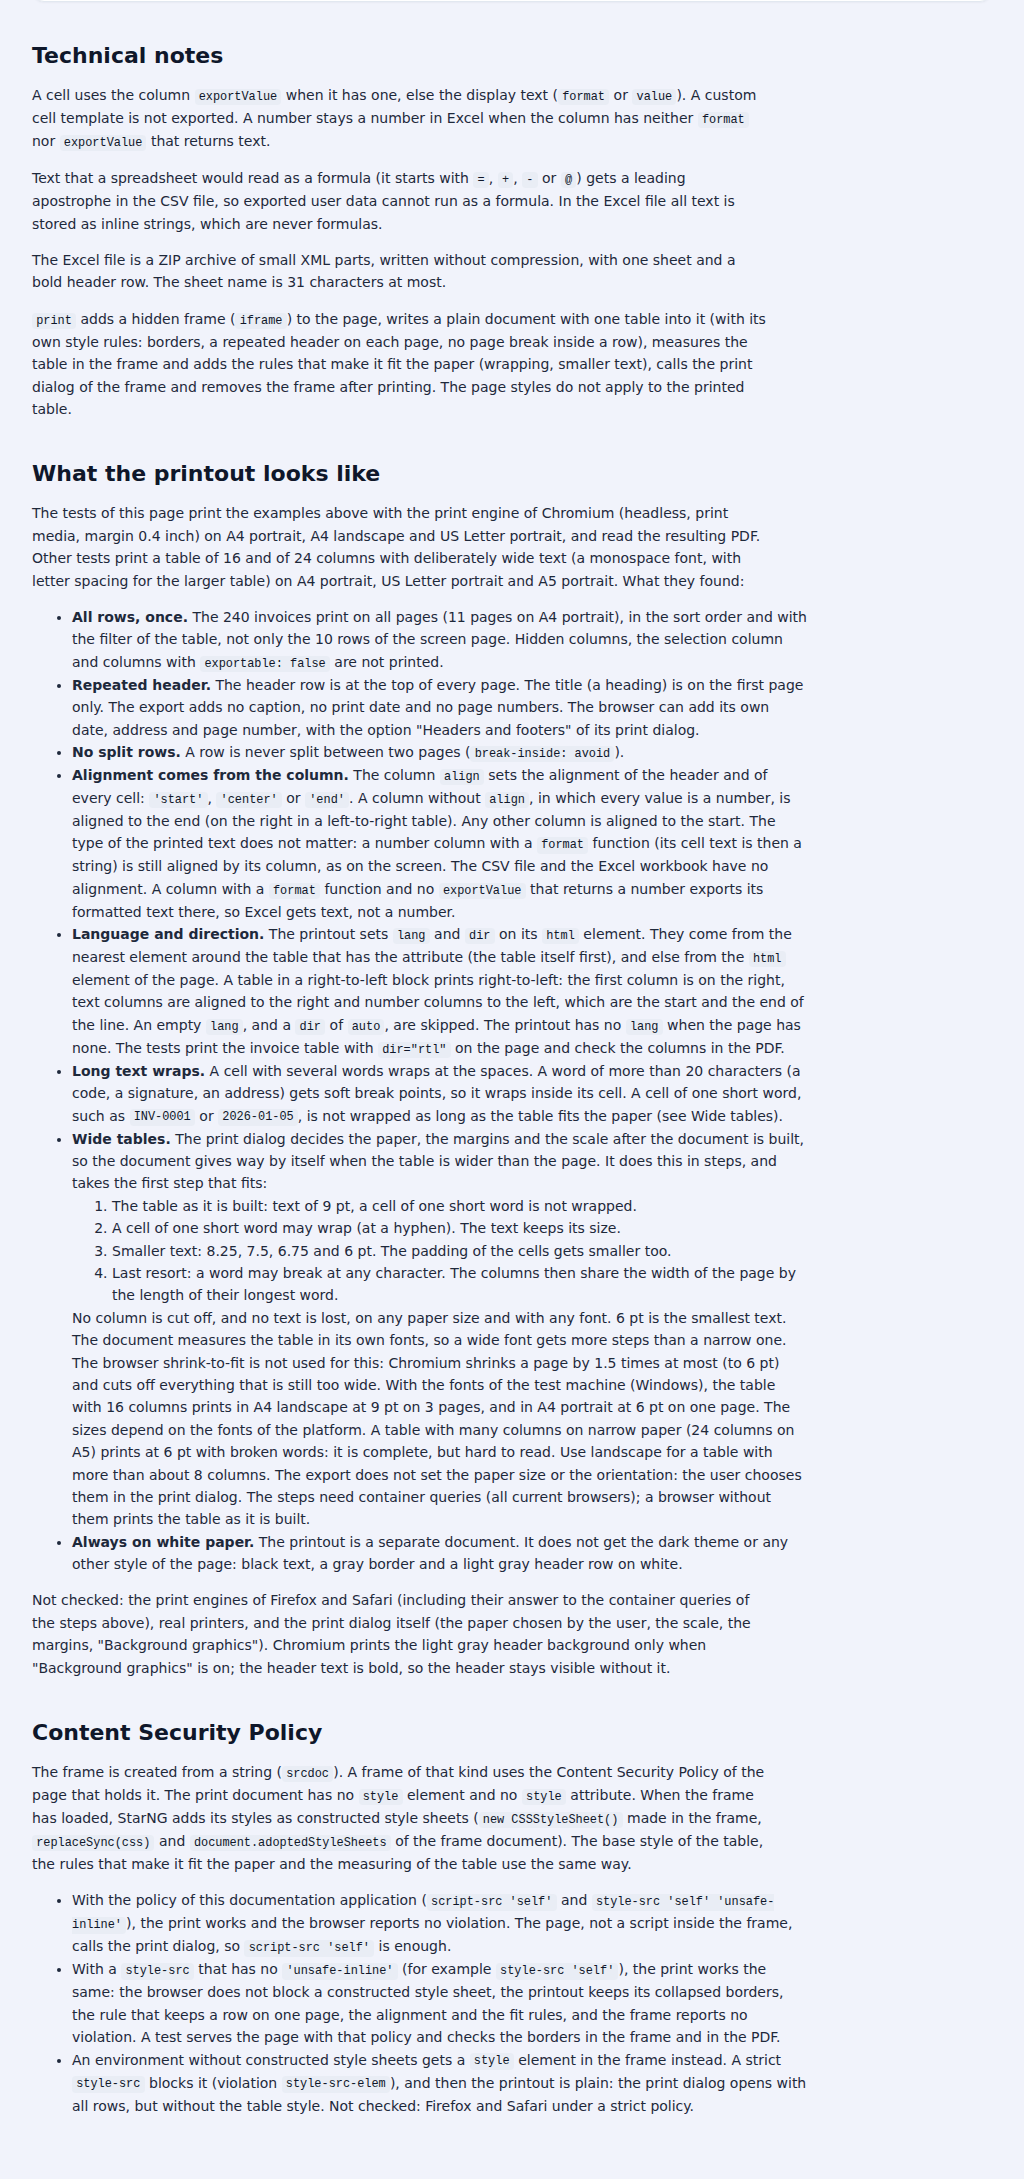 Technical notes
A cell uses the column exportValue when it has one, else the display text ( format or value ). A custom
cell template is not exported. A number stays a number in Excel when the column has neither format
nor exportValue that returns text.
Text that a spreadsheet would read as a formula (it starts with = , + , - or @ ) gets a leading
apostrophe in the CSV file, so exported user data cannot run as a formula. In the Excel file all text is
stored as inline strings, which are never formulas.
The Excel file is a ZIP archive of small XML parts, written without compression, with one sheet and a
bold header row. The sheet name is 31 characters at most.
print adds a hidden frame ( iframe ) to the page, writes a plain document with one table into it (with its
own style rules: borders, a repeated header on each page, no page break inside a row), measures the
table in the frame and adds the rules that make it fit the paper (wrapping, smaller text), calls the print
dialog of the frame and removes the frame after printing. The page styles do not apply to the printed
table.
What the printout looks like
The tests of this page print the examples above with the print engine of Chromium (headless, print
media, margin 0.4 inch) on A4 portrait, A4 landscape and US Letter portrait, and read the resulting PDF.
Other tests print a table of 16 and of 24 columns with deliberately wide text (a monospace font, with
letter spacing for the larger table) on A4 portrait, US Letter portrait and A5 portrait. What they found:
• All rows, once. The 240 invoices print on all pages (11 pages on A4 portrait), in the sort order and with
the filter of the table, not only the 10 rows of the screen page. Hidden columns, the selection column
and columns with exportable: false are not printed.
• Repeated header. The header row is at the top of every page. The title (a heading) is on the first page
only. The export adds no caption, no print date and no page numbers. The browser can add its own
date, address and page number, with the option "Headers and footers" of its print dialog.
• No split rows. A row is never split between two pages ( break-inside: avoid ).
• Alignment comes from the column. The column align sets the alignment of the header and of
every cell: 'start' , 'center' or 'end' . A column without align , in which every value is a number, is
aligned to the end (on the right in a left-to-right table). Any other column is aligned to the start. The
type of the printed text does not matter: a number column with a format function (its cell text is then a
string) is still aligned by its column, as on the screen. The CSV file and the Excel workbook have no
alignment. A column with a format function and no exportValue that returns a number exports its
formatted text there, so Excel gets text, not a number.
• Language and direction. The printout sets lang and dir on its html element. They come from the
nearest element around the table that has the attribute (the table itself first), and else from the html
element of the page. A table in a right-to-left block prints right-to-left: the first column is on the right,
text columns are aligned to the right and number columns to the left, which are the start and the end of
the line. An empty lang , and a dir of auto , are skipped. The printout has no lang when the page has
none. The tests print the invoice table with dir="rtl" on the page and check the columns in the PDF.
• Long text wraps. A cell with several words wraps at the spaces. A word of more than 20 characters (a
code, a signature, an address) gets soft break points, so it wraps inside its cell. A cell of one short word,
such as INV-0001 or 2026-01-05 , is not wrapped as long as the table fits the paper (see Wide tables).
• Wide tables. The print dialog decides the paper, the margins and the scale after the document is built,
so the document gives way by itself when the table is wider than the page. It does this in steps, and
takes the first step that fits:
1. The table as it is built: text of 9 pt, a cell of one short word is not wrapped.
2. A cell of one short word may wrap (at a hyphen). The text keeps its size.
3. Smaller text: 8.25, 7.5, 6.75 and 6 pt. The padding of the cells gets smaller too.
4. Last resort: a word may break at any character. The columns then share the width of the page by
the length of their longest word.
No column is cut off, and no text is lost, on any paper size and with any font. 6 pt is the smallest text.
The document measures the table in its own fonts, so a wide font gets more steps than a narrow one.
The browser shrink-to-fit is not used for this: Chromium shrinks a page by 1.5 times at most (to 6 pt)
and cuts off everything that is still too wide. With the fonts of the test machine (Windows), the table
with 16 columns prints in A4 landscape at 9 pt on 3 pages, and in A4 portrait at 6 pt on one page. The
sizes depend on the fonts of the platform. A table with many columns on narrow paper (24 columns on
A5) prints at 6 pt with broken words: it is complete, but hard to read. Use landscape for a table with
more than about 8 columns. The export does not set the paper size or the orientation: the user chooses
them in the print dialog. The steps need container queries (all current browsers); a browser without
them prints the table as it is built.
• Always on white paper. The printout is a separate document. It does not get the dark theme or any
other style of the page: black text, a gray border and a light gray header row on white.
Not checked: the print engines of Firefox and Safari (including their answer to the container queries of
the steps above), real printers, and the print dialog itself (the paper chosen by the user, the scale, the
margins, "Background graphics"). Chromium prints the light gray header background only when
"Background graphics" is on; the header text is bold, so the header stays visible without it.
Content Security Policy
The frame is created from a string ( srcdoc ). A frame of that kind uses the Content Security Policy of the
page that holds it. The print document has no style element and no style attribute. When the frame
has loaded, StarNG adds its styles as constructed style sheets ( new CSSStyleSheet() made in the frame,
replaceSync(css) and document.adoptedStyleSheets of the frame document). The base style of the table,
the rules that make it fit the paper and the measuring of the table use the same way.
• With the policy of this documentation application ( script-src 'self' and style-src 'self' 'unsafe-
inline' ), the print works and the browser reports no violation. The page, not a script inside the frame,
calls the print dialog, so script-src 'self' is enough.
• With a style-src that has no 'unsafe-inline' (for example style-src 'self' ), the print works the
same: the browser does not block a constructed style sheet, the printout keeps its collapsed borders,
the rule that keeps a row on one page, the alignment and the fit rules, and the frame reports no
violation. A test serves the page with that policy and checks the borders in the frame and in the PDF.
• An environment without constructed style sheets gets a style element in the frame instead. A strict
style-src blocks it (violation style-src-elem ), and then the printout is plain: the print dialog opens with
all rows, but without the table style. Not checked: Firefox and Safari under a strict policy.